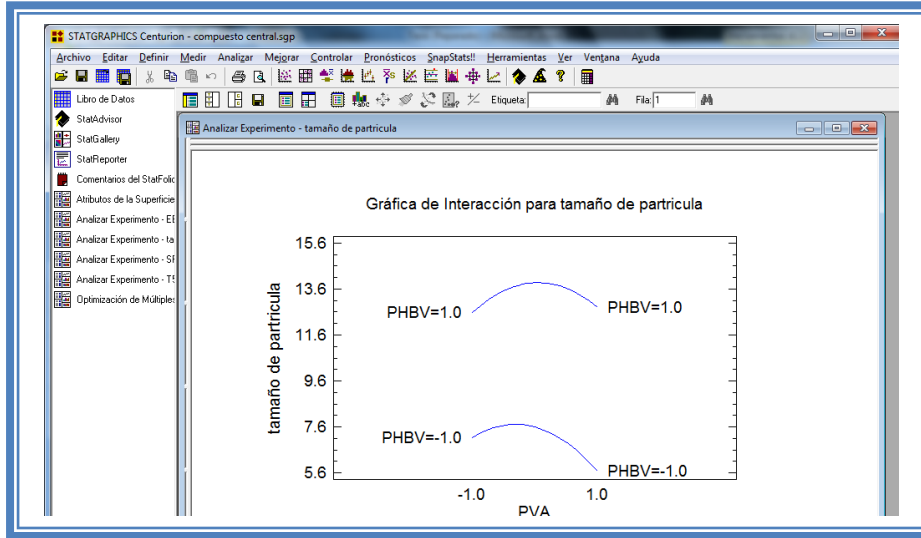 STATGRAPHICS Centurion - compuesto central.sgp
Archivo Editar Definir Medir Analizar Mejorar Controlar Pronósticos SnapStats!! Herramientas Ver Ventana Ayuda
Libro de Datos
Etiqueta:
Fila: 1
StatAdvisor
StatGallery
StatReporter
Comentarios del StatFolic
Atributos de la Superficie
Analizar Experimento - EE
Analizar Experimento - ta
Analizar Experimento - SF
Analizar Experimento - T5
Optimización de Múltiples
Analizar Experimento - tamaño de partricula
Gráfica de Interacción para tamaño de partricula
tamaño de partricula
15.6
13.6
11.6
9.6
7.6
5.6
PHBV=1.0
PHBV=1.0
PHBV=-1.0
PHBV=-1.0
-1.0
1.0
PVA